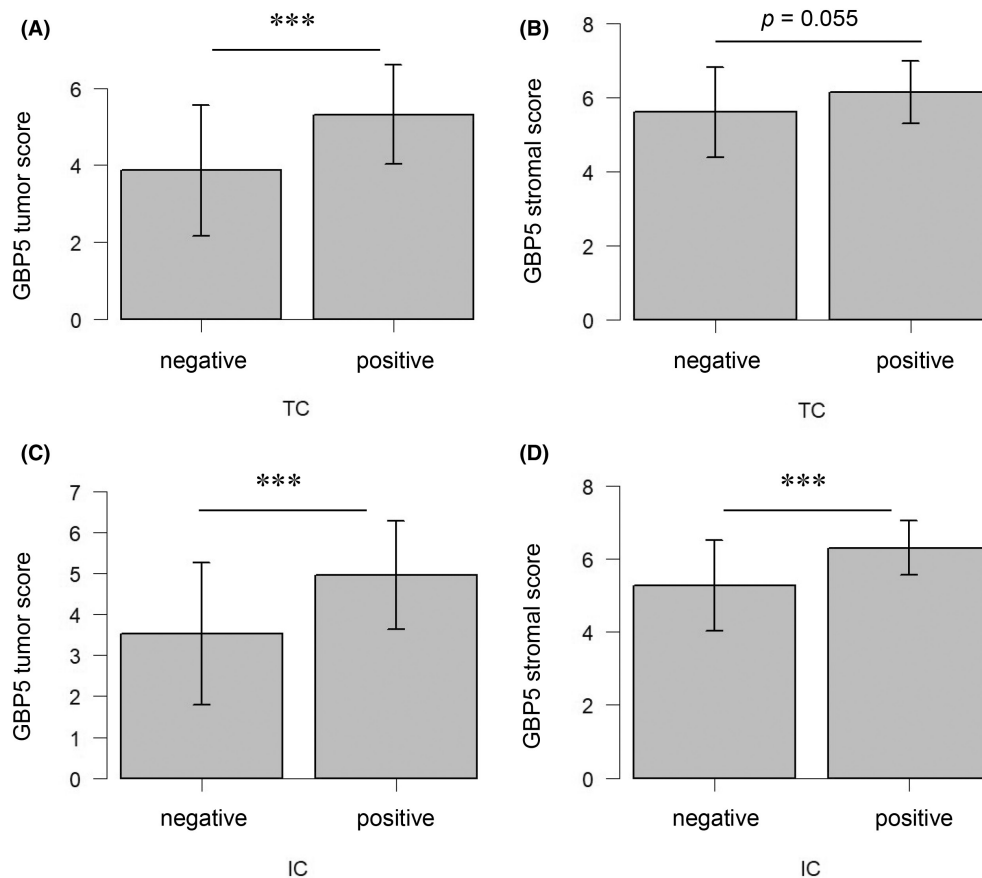 (A)
***
GBP5 tumor score
6
4
2
0
negative positive
TC
(B)
p = 0.055
GBP5 stromal score
8
6
4
2
0
negative positive
TC
(C)
***
GBP5 tumor score
7
6
5
4
3
2
1
0
negative positive
IC
(D)
***
GBP5 stromal score
8
6
4
2
0
negative positive
IC